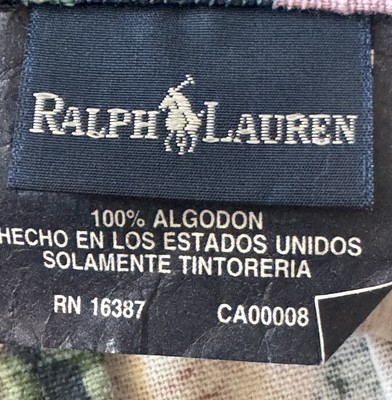 RALPH LAUREN
100% ALGODON
HECHO EN LOS ESTADOS UNIDOS
SOLAMENTE TINTORERIA
RN 16387 CA00008